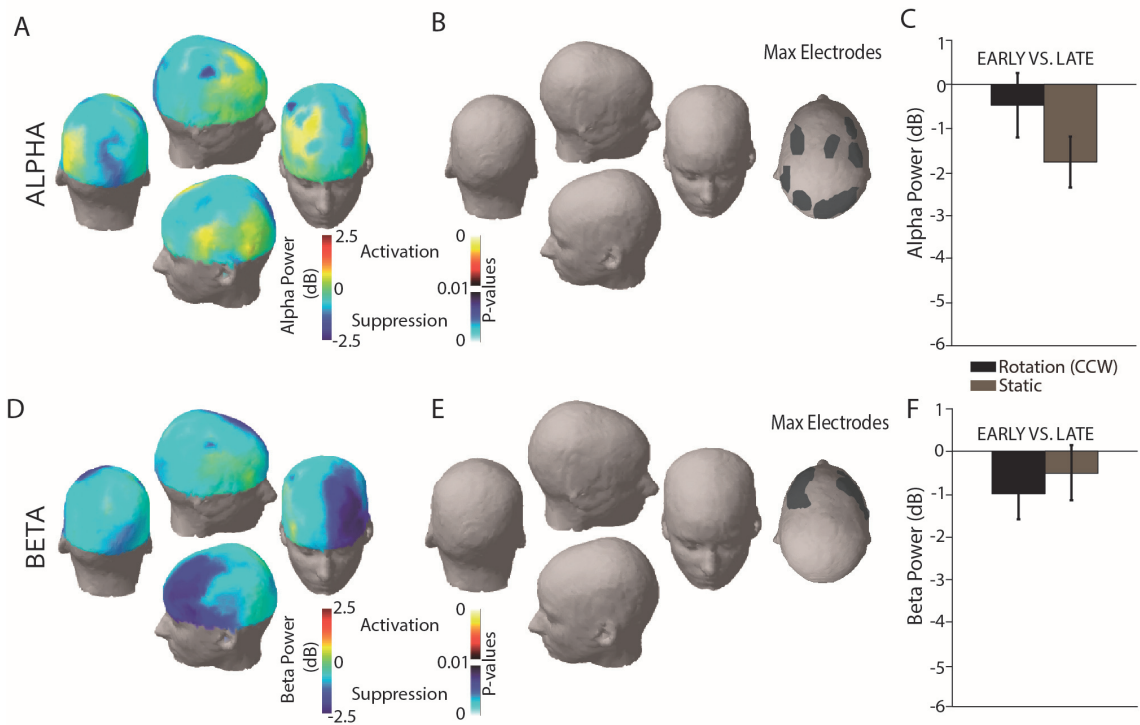 A
B
C
Max Electrodes
EARLY VS. LATE
ALPHA
Alpha Power
(dB)
2.5
0
-2.5
Activation
Suppression
0
0.01
0
P-values
Alpha Power (dB)
1
0
-1
-2
-3
-4
-5
-6
Rotation (CCW)
Static
D
E
F
Max Electrodes
EARLY VS. LATE
BETA
Beta Power
(dB)
2.5
0
-2.5
Activation
Suppression
0
0.01
0
P-values
Beta Power (dB)
1
0
-1
-2
-3
-4
-5
-6